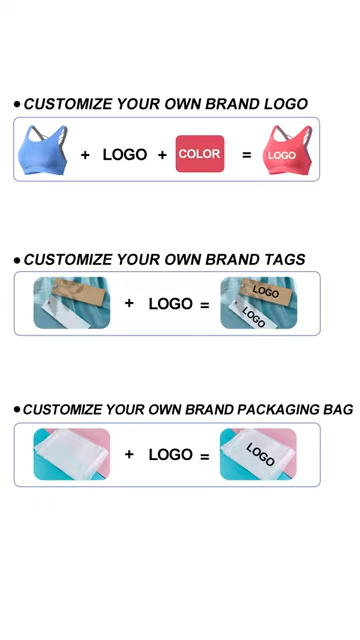 ●CUSTOMIZE YOUR OWN BRAND LOGO
+ LOGO + COLOR = LOGO
●CUSTOMIZE YOUR OWN BRAND TAGS
+ LOGO = LOGO LOGO
●CUSTOMIZE YOUR OWN BRAND PACKAGING BAG
+ LOGO = LOGO